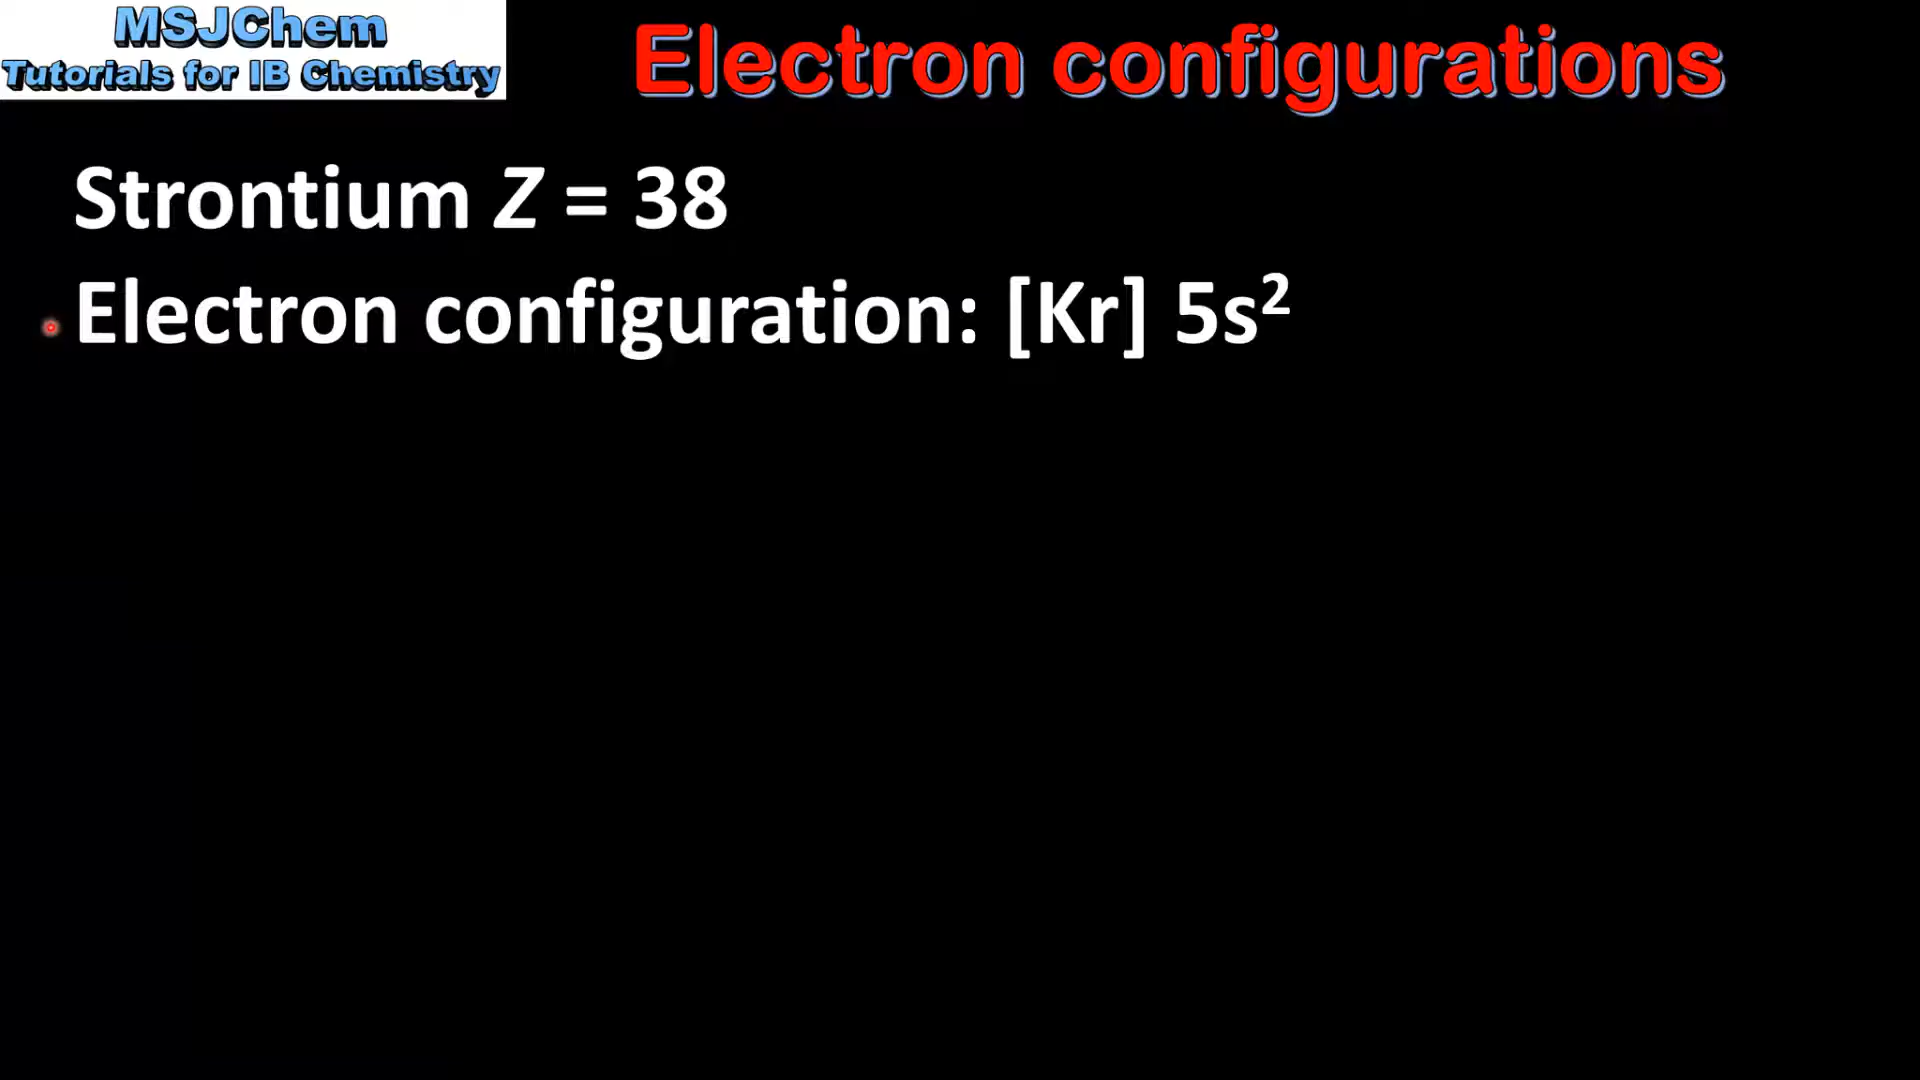 MSJChem
Tutorials for IB Chemistry
Electron configurations
Strontium Z = 38
Electron configuration: [Kr] 5s²